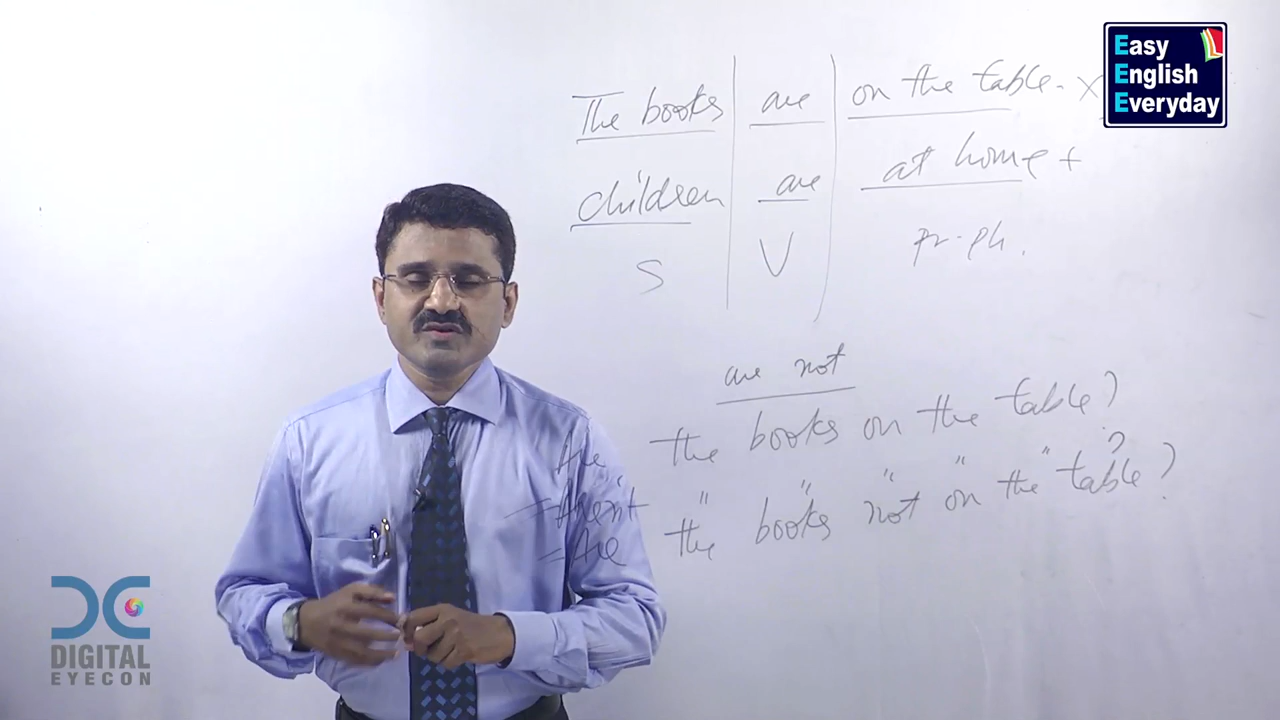 Easy
English
Everyday
The books are on the table. x
children are at home +
S V pr. ph.
are not
Are the books on the table?
= Aren't " " " " " ?
= Are the books not on the table?
DIGITAL
EYECON